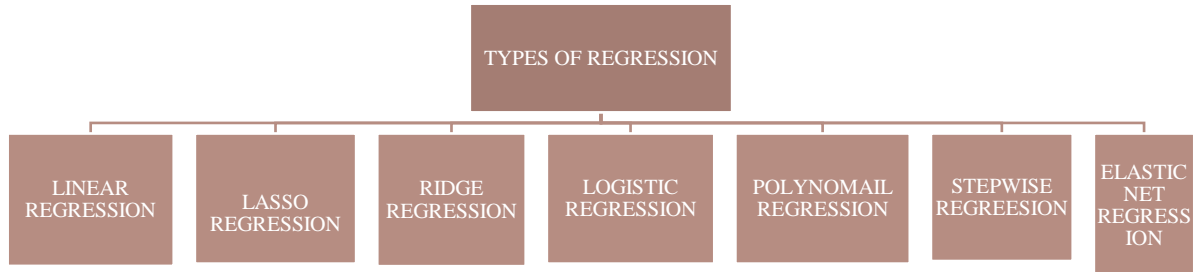 TYPES OF REGRESSION
LINEAR
REGRESSION
LASSO
REGRESSION
RIDGE
REGRESSION
LOGISTIC
REGRESSION
POLYNOMAIL
REGRESSION
STEPWISE
REGREESION
ELASTIC
NET
REGRESS
ION